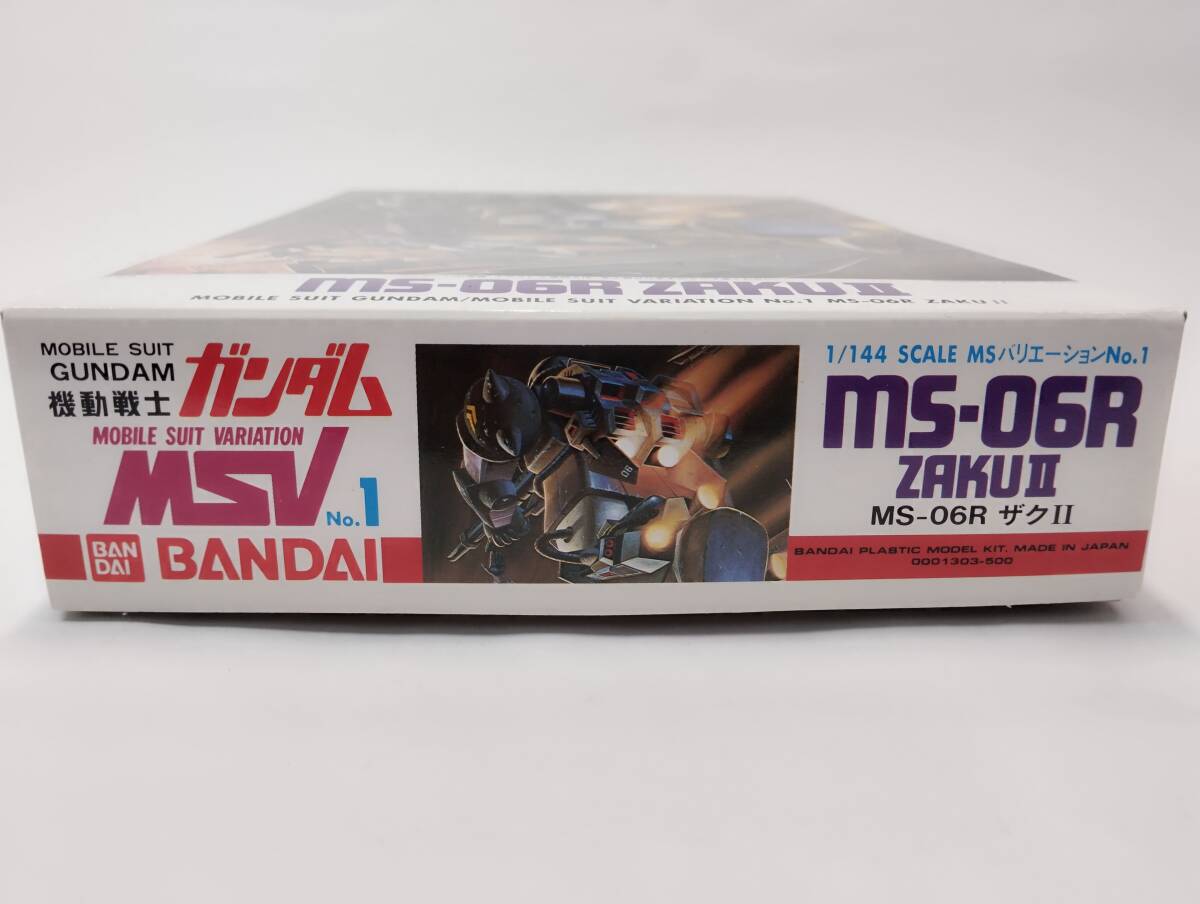 MS-06R ZAKU II
MOBILE SUIT GUNDAM/MOBILE SUIT VARIATION No.1 MS-06R ZAKU II
MOBILE SUIT
GUNDAM
機動戦士 ガンダム
MOBILE SUIT VARIATION
MSV No.1
BAN
DAI
BANDAI
06
1/144 SCALE MSバリエーションNo.1
MS-06R
ZAKU II
MS-06R ザクII
BANDAI PLASTIC MODEL KIT. MADE IN JAPAN
0001303-500